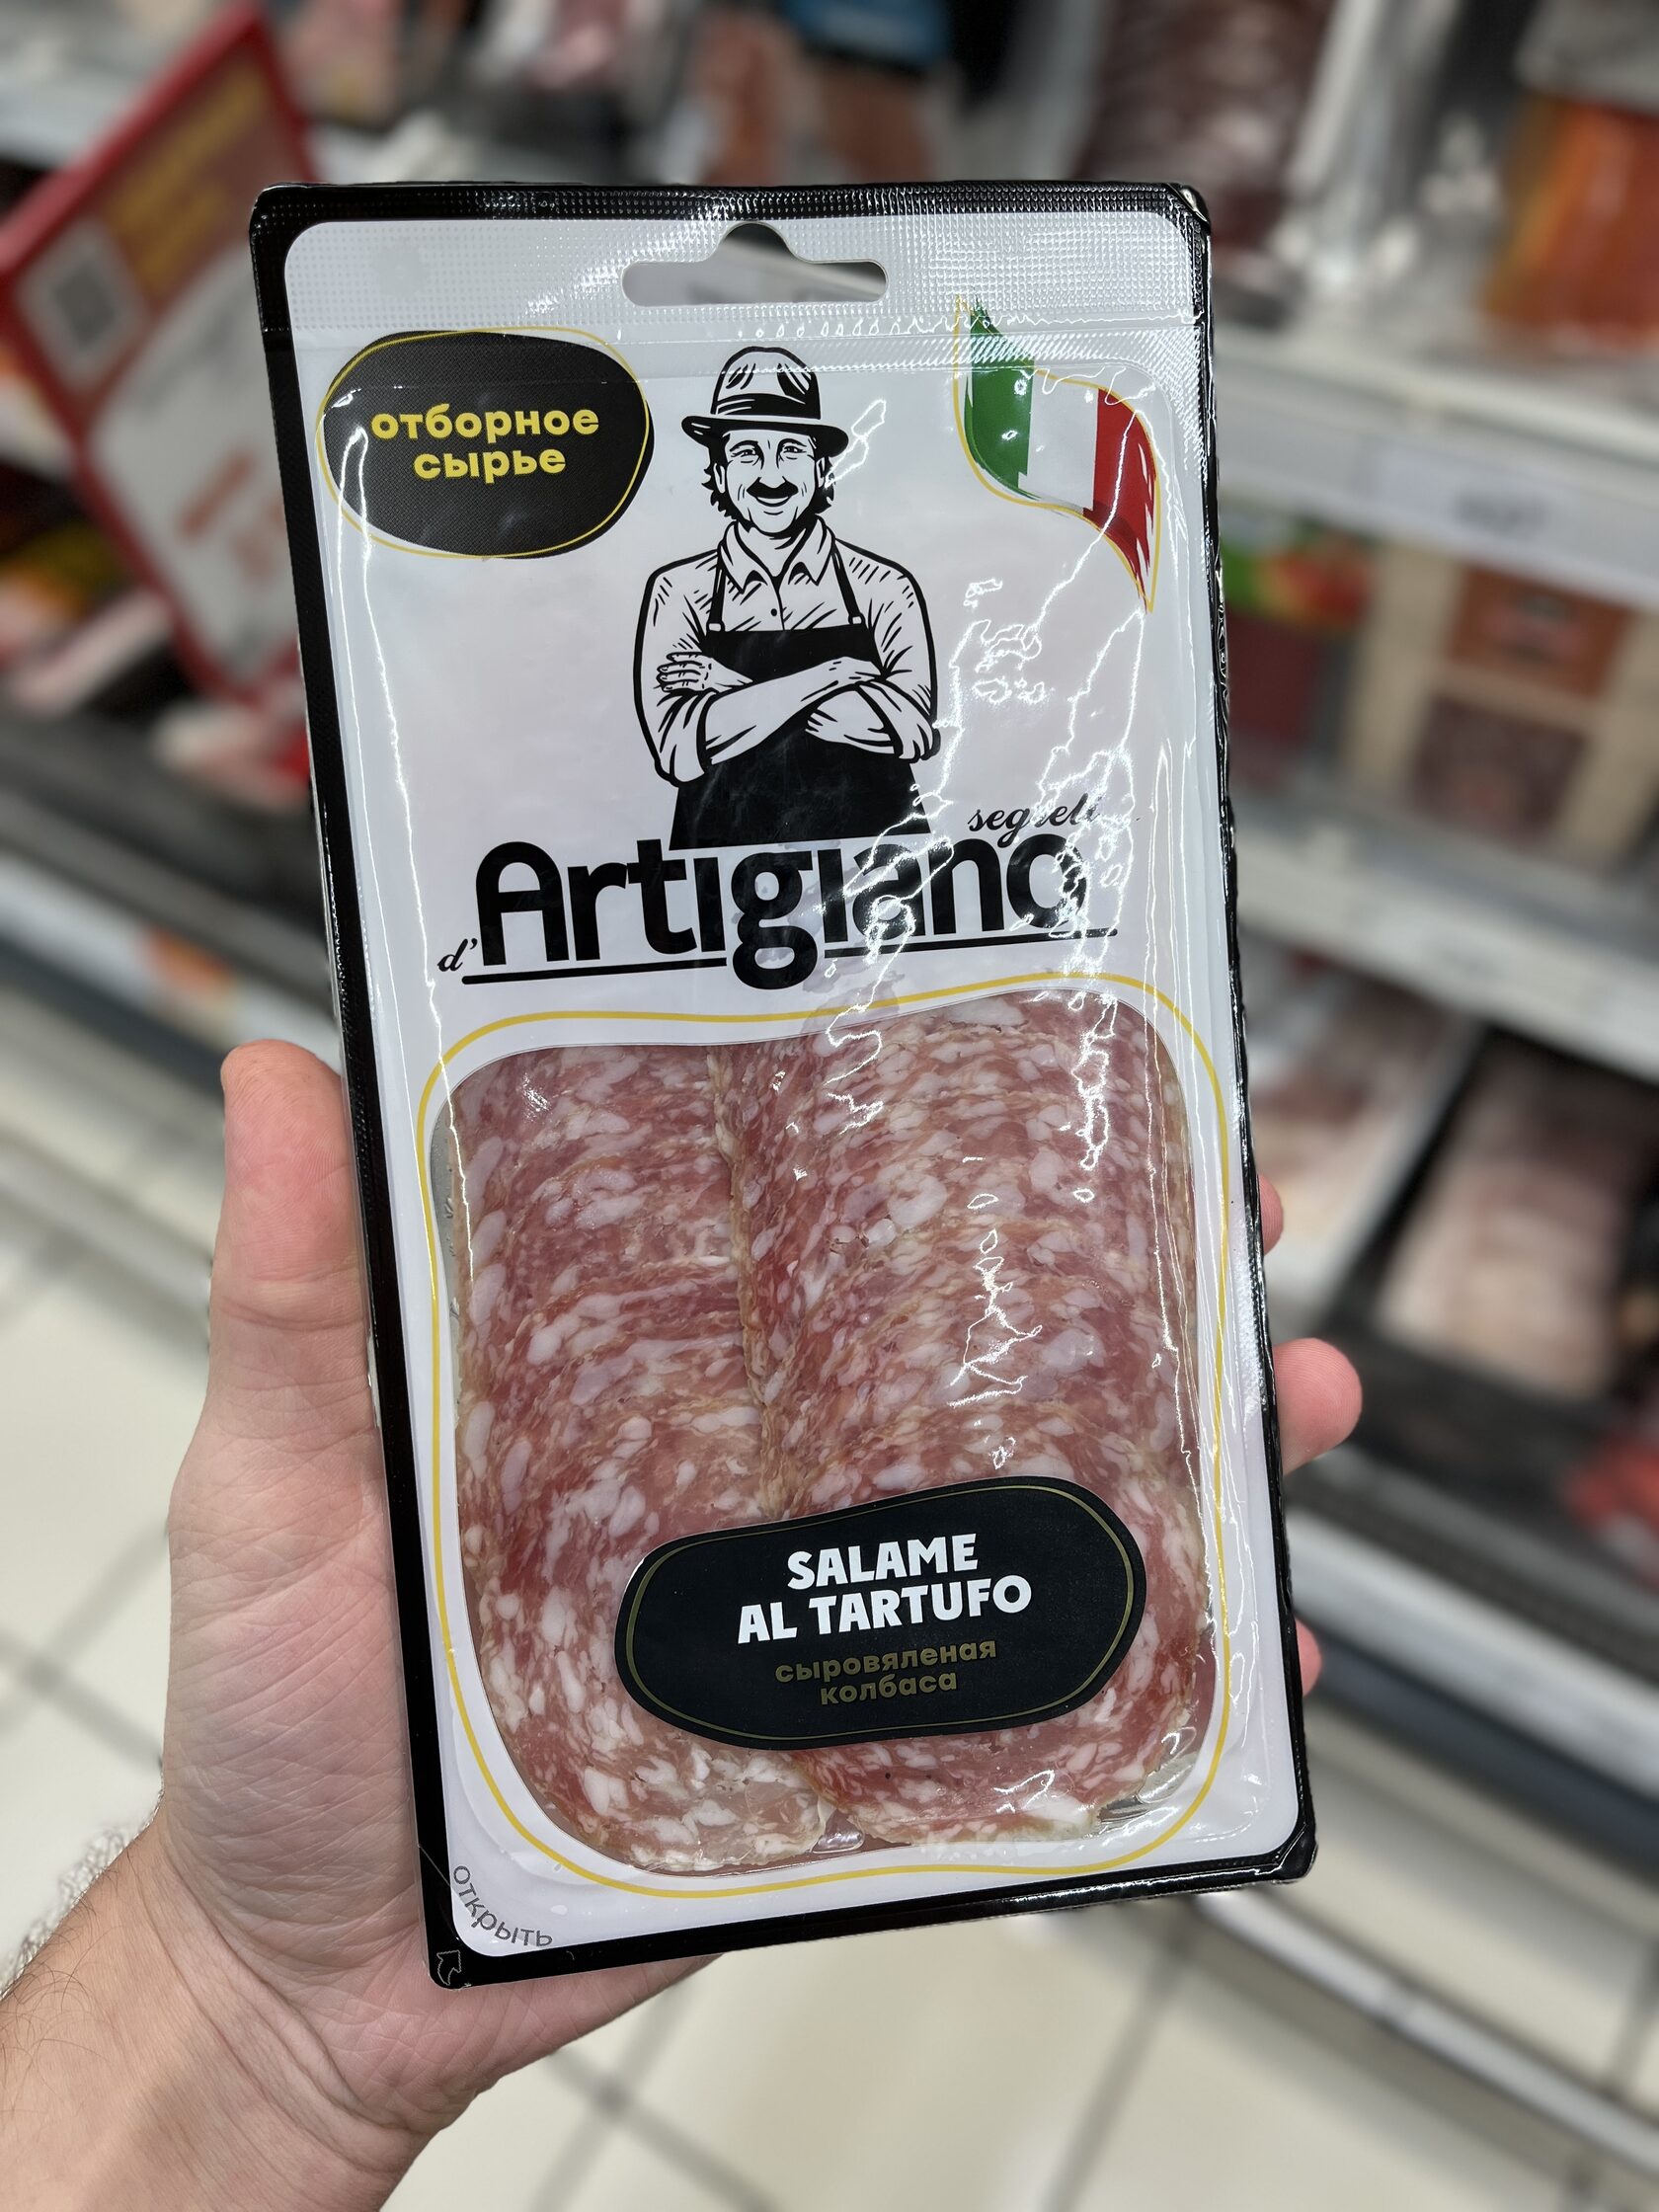 отборное
сырье
segreti
d'Artigiano
SALAME
AL TARTUFO
сыровяленая
колбаса
открыть